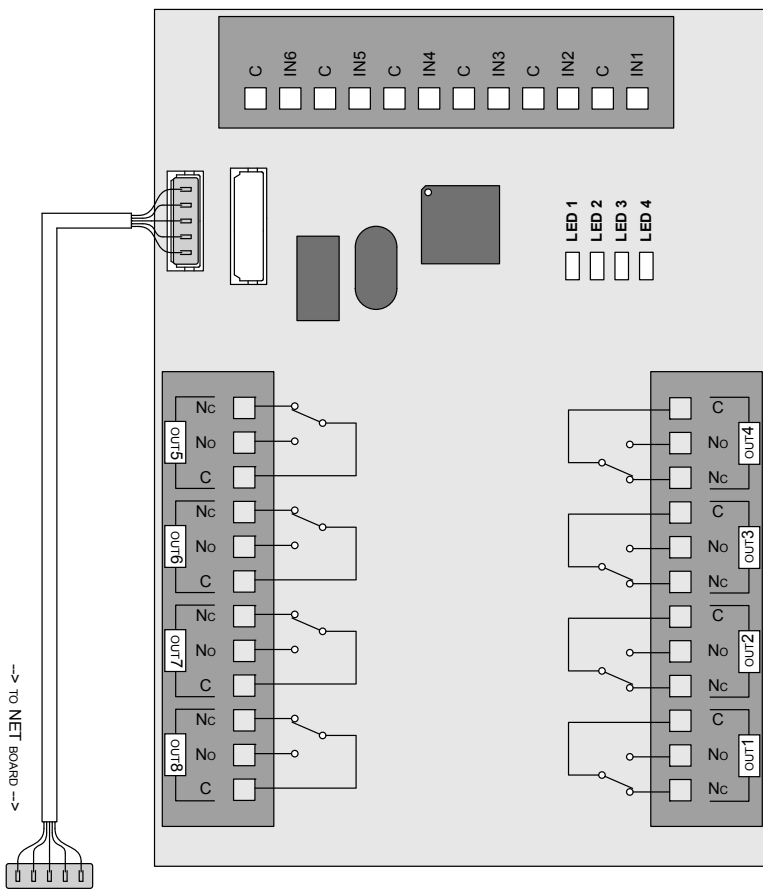 C IN6 C IN5 C IN4 C IN3 C IN2 C IN1
LED 1
LED 2
LED 3
LED 4
NC
NO
C
OUT5
NC
NO
C
OUT6
NC
NO
C
OUT7
NC
NO
C
OUT8
C
NO
NC
OUT4
C
NO
NC
OUT3
C
NO
NC
OUT2
C
NO
NC
OUT1
--> TO NET BOARD -->